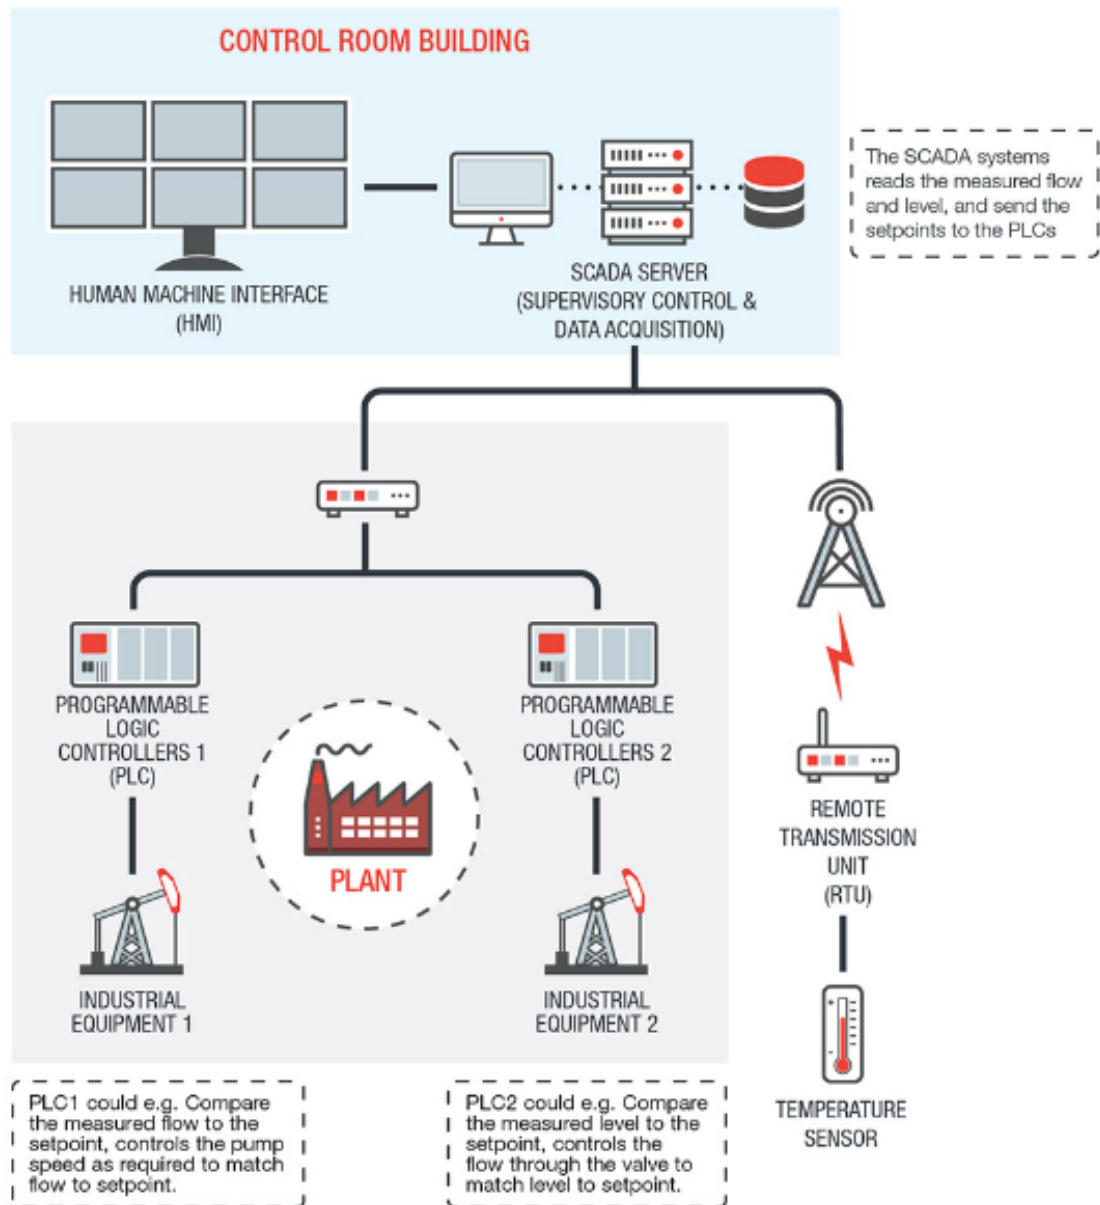 CONTROL ROOM BUILDING
HUMAN MACHINE INTERFACE
(HMI)
SCADA SERVER
(SUPERVISORY CONTROL &
DATA ACQUISITION)
The SCADA systems
reads the measured flow
and level, and send the
setpoints to the PLCs
PROGRAMMABLE
LOGIC
CONTROLLERS 1
(PLC)
PROGRAMMABLE
LOGIC
CONTROLLERS 2
(PLC)
PLANT
REMOTE
TRANSMISSION
UNIT
(RTU)
INDUSTRIAL
EQUIPMENT 1
INDUSTRIAL
EQUIPMENT 2
TEMPERATURE
SENSOR
PLC1 could e.g. Compare
the measured flow to the
setpoint, controls the pump
speed as required to match
flow to setpoint.
PLC2 could e.g. Compare
the measured level to the
setpoint, controls the
flow through the valve to
match level to setpoint.